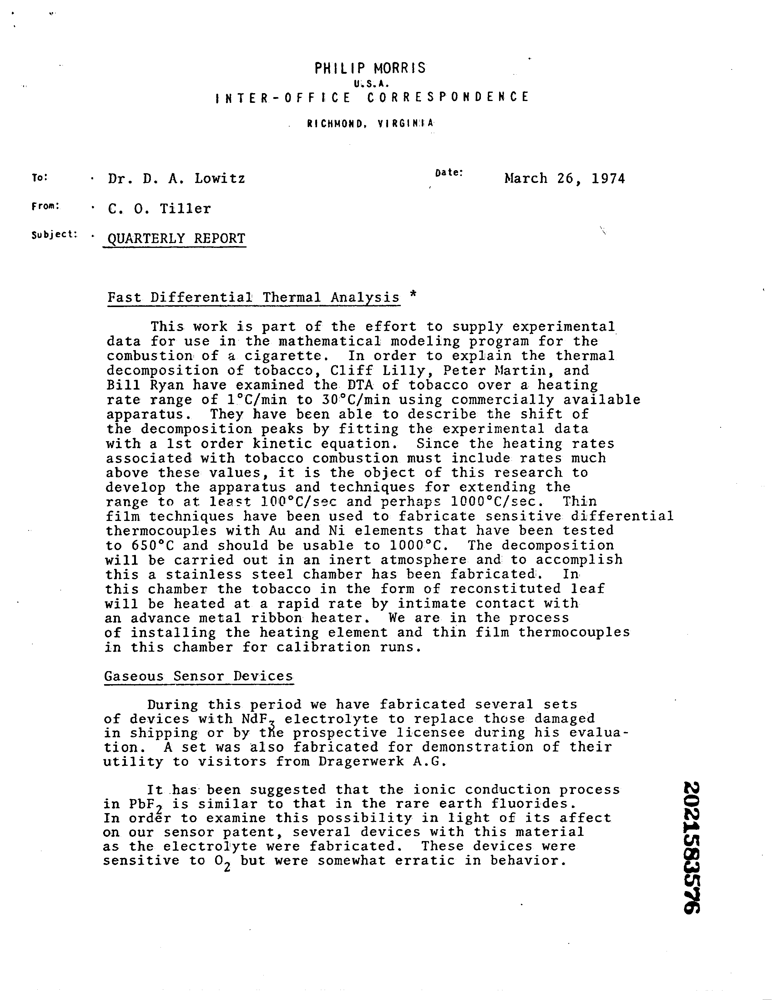 PHILIP MORRIS
U.S.A.
INTER-OFFICE CORRESPONDENCE
RICHMOND, VIRGINIA
To: Dr. D. A. Lowitz Date: March 26, 1974
From: C. O. Tiller
Subject: QUARTERLY REPORT
Fast Differential Thermal Analysis *
This work is part of the effort to supply experimental
data for use in the mathematical modeling program for the
combustion of a cigarette. In order to explain the thermal
decomposition of tobacco, Cliff Lilly, Peter Martin, and
Bill Ryan have examined the DTA of tobacco over a heating
rate range of 1°C/min to 30°C/min using commercially available
apparatus. They have been able to describe the shift of
the decomposition peaks by fitting the experimental data
with a 1st order kinetic equation. Since the heating rates
associated with tobacco combustion must include rates much
above these values, it is the object of this research to
develop the apparatus and techniques for extending the
range to at least 100°C/sec and perhaps 1000°C/sec. Thin
film techniques have been used to fabricate sensitive differential
thermocouples with Au and Ni elements that have been tested
to 650°C and should be usable to 1000°C. The decomposition
will be carried out in an inert atmosphere and to accomplish
this a stainless steel chamber has been fabricated. In
this chamber the tobacco in the form of reconstituted leaf
will be heated at a rapid rate by intimate contact with
an advance metal ribbon heater. We are in the process
of installing the heating element and thin film thermocouples
in this chamber for calibration runs.
Gaseous Sensor Devices
During this period we have fabricated several sets
of devices with NdF3 electrolyte to replace those damaged
in shipping or by the prospective licensee during his evalua-
tion. A set was also fabricated for demonstration of their
utility to visitors from Dragerwerk A.G.
It has been suggested that the ionic conduction process
in PbF2 is similar to that in the rare earth fluorides.
In order to examine this possibility in light of its affect
on our sensor patent, several devices with this material
as the electrolyte were fabricated. These devices were
sensitive to O2 but were somewhat erratic in behavior.
2021583576